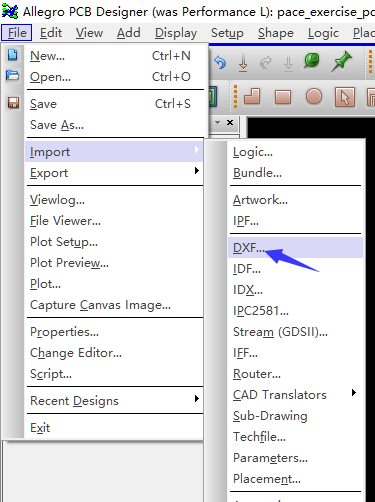 Allegro PCB Designer (was Performance L): pace_exercise_po
File Edit View Add Display Setup Shape Logic Plac
New... Ctrl+N
Open... Ctrl+O
Save Ctrl+S
Save As...
Import
Export
Viewlog...
File Viewer...
Plot Setup...
Plot Preview...
Plot...
Capture Canvas Image...
Properties...
Change Editor...
Script...
Recent Designs
Exit
Logic...
Bundle...
Artwork...
IPF...
DXF...
IDF...
IDX...
IPC2581...
Stream (GDSII)...
IFF...
Router...
CAD Translators
Sub-Drawing
Techfile...
Parameters...
Placement...